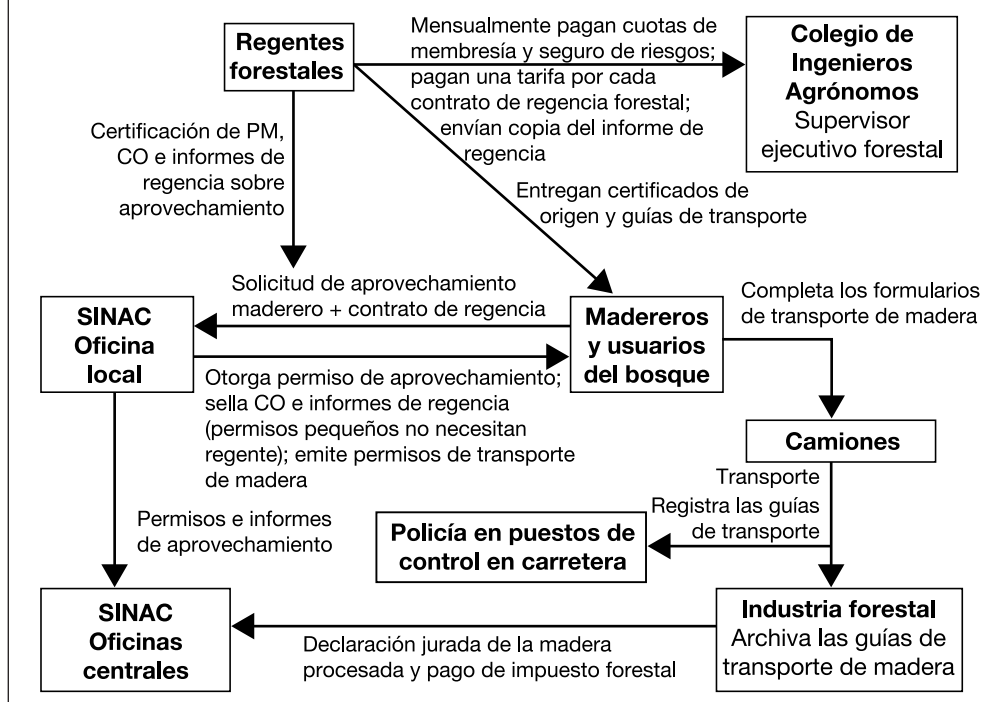 Regentes
forestales
Mensualmente pagan cuotas de
membresía y seguro de riesgos;
pagan una tarifa por cada
contrato de regencia forestal;
envían copia del informe de
regencia
Colegio de
Ingenieros
Agrónomos
Supervisor
ejecutivo forestal
Certificación de PM,
CO e informes de
regencia sobre
aprovechamiento
Entregan certificados de
origen y guías de transporte
Solicitud de aprovechamiento
maderero + contrato de regencia
SINAC
Oficina
local
Madereros
y usuarios
del bosque
Completa los formularios
de transporte de madera
Otorga permiso de aprovechamiento;
sella CO e informes de regencia
(permisos pequeños no necesitan
regente); emite permisos de transporte
de madera
Camiones
Transporte
Registra las guías
de transporte
Permisos e informes
de aprovechamiento
Policía en puestos de
control en carretera
SINAC
Oficinas
centrales
Declaración jurada de la madera
procesada y pago de impuesto forestal
Industria forestal
Archiva las guías de
transporte de madera